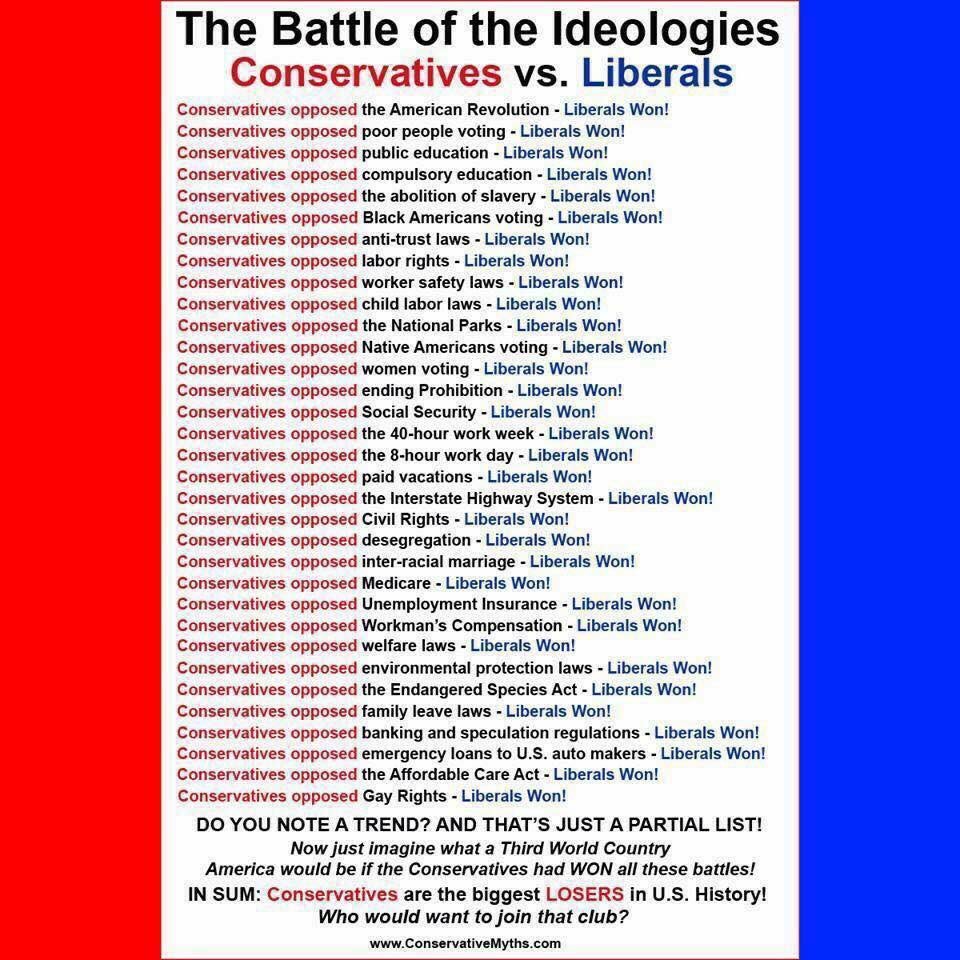 The Battle of the Ideologies
Conservatives vs. Liberals
Conservatives opposed the American Revolution - Liberals Won!
Conservatives opposed poor people voting - Liberals Won!
Conservatives opposed public education - Liberals Won!
Conservatives opposed compulsory education - Liberals Won!
Conservatives opposed the abolition of slavery - Liberals Won!
Conservatives opposed Black Americans voting - Liberals Won!
Conservatives opposed anti-trust laws - Liberals Won!
Conservatives opposed labor rights - Liberals Won!
Conservatives opposed worker safety laws - Liberals Won!
Conservatives opposed child labor laws - Liberals Won!
Conservatives opposed the National Parks - Liberals Won!
Conservatives opposed Native Americans voting - Liberals Won!
Conservatives opposed women voting - Liberals Won!
Conservatives opposed ending Prohibition - Liberals Won!
Conservatives opposed Social Security - Liberals Won!
Conservatives opposed the 40-hour work week - Liberals Won!
Conservatives opposed the 8-hour work day - Liberals Won!
Conservatives opposed paid vacations - Liberals Won!
Conservatives opposed the Interstate Highway System - Liberals Won!
Conservatives opposed Civil Rights - Liberals Won!
Conservatives opposed desegregation - Liberals Won!
Conservatives opposed inter-racial marriage - Liberals Won!
Conservatives opposed Medicare - Liberals Won!
Conservatives opposed Unemployment Insurance - Liberals Won!
Conservatives opposed Workman's Compensation - Liberals Won!
Conservatives opposed welfare laws - Liberals Won!
Conservatives opposed environmental protection laws - Liberals Won!
Conservatives opposed the Endangered Species Act - Liberals Won!
Conservatives opposed family leave laws - Liberals Won!
Conservatives opposed banking and speculation regulations - Liberals Won!
Conservatives opposed emergency loans to U.S. auto makers - Liberals Won!
Conservatives opposed the Affordable Care Act - Liberals Won!
Conservatives opposed Gay Rights - Liberals Won!
DO YOU NOTE A TREND? AND THAT'S JUST A PARTIAL LIST!
Now just imagine what a Third World Country
America would be if the Conservatives had WON all these battles!
IN SUM: Conservatives are the biggest LOSERS in U.S. History!
Who would want to join that club?
www.ConservativeMyths.com